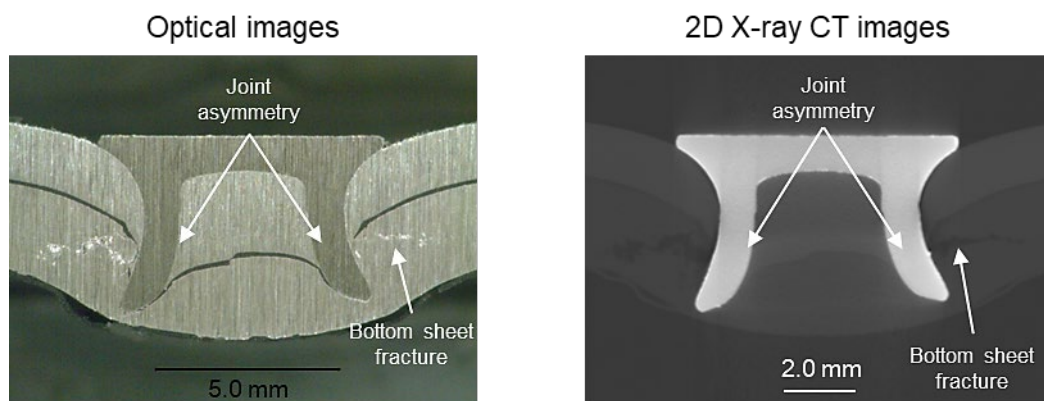 Optical images
Joint
asymmetry
Bottom sheet
fracture
5.0 mm
2D X-ray CT images
Joint
asymmetry
Bottom sheet
fracture
2.0 mm